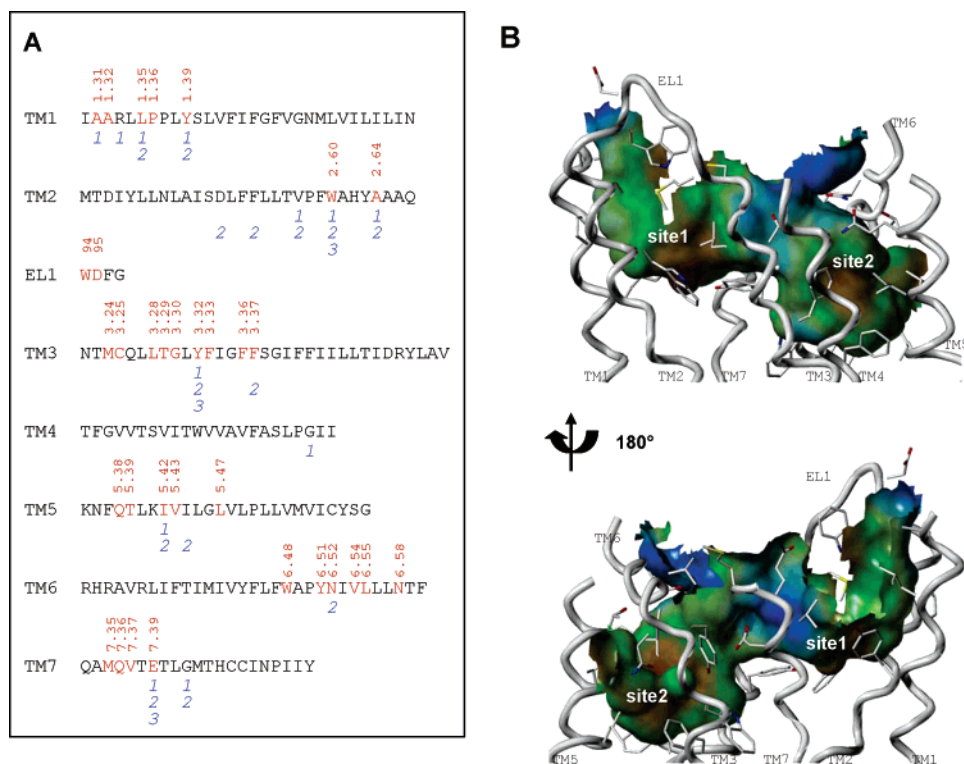 A
1.31 1.32 1.35 1.36 1.39
TM1 IAARLLPPLYSLVFIFGFVGNMLVILILIN
1 1 1 1
2 2
2.60 2.64
TM2 MTDIYLLNLAISDLFFLLTVPFWAHYAAAQ
2 2 1 1 1
2 2 2
3
94 95
EL1 WDFG
3.24 3.25 3.28 3.29 3.30 3.32 3.33 3.36 3.37
TM3 NTMCQLLTGLYFIGFFSGIFFIILLTIDRYLAV
1
2 2
3
TM4 TFGVVTSVITWVVAVFASLPGII
1
5.38 5.39 5.42 5.43 5.47
TM5 KNFQTLKIVILGLVLPLLVMVICYSG
1
2 2
6.48 6.51 6.52 6.54 6.55 6.58
TM6 RHRAVRLIFTIMIVYFLFWAPYNIVLLLNTF
2
7.35 7.36 7.37 7.39
TM7 QAMQVTETLGMTHCCINPIIY
1 1
2 2
3
B
EL1
TM6
site1
site2
TM1 TM2 TM7 TM3 TM4 TM5
180°
EL1
TM6
site1
site2
TM5 TM3 TM7 TM2 TM1